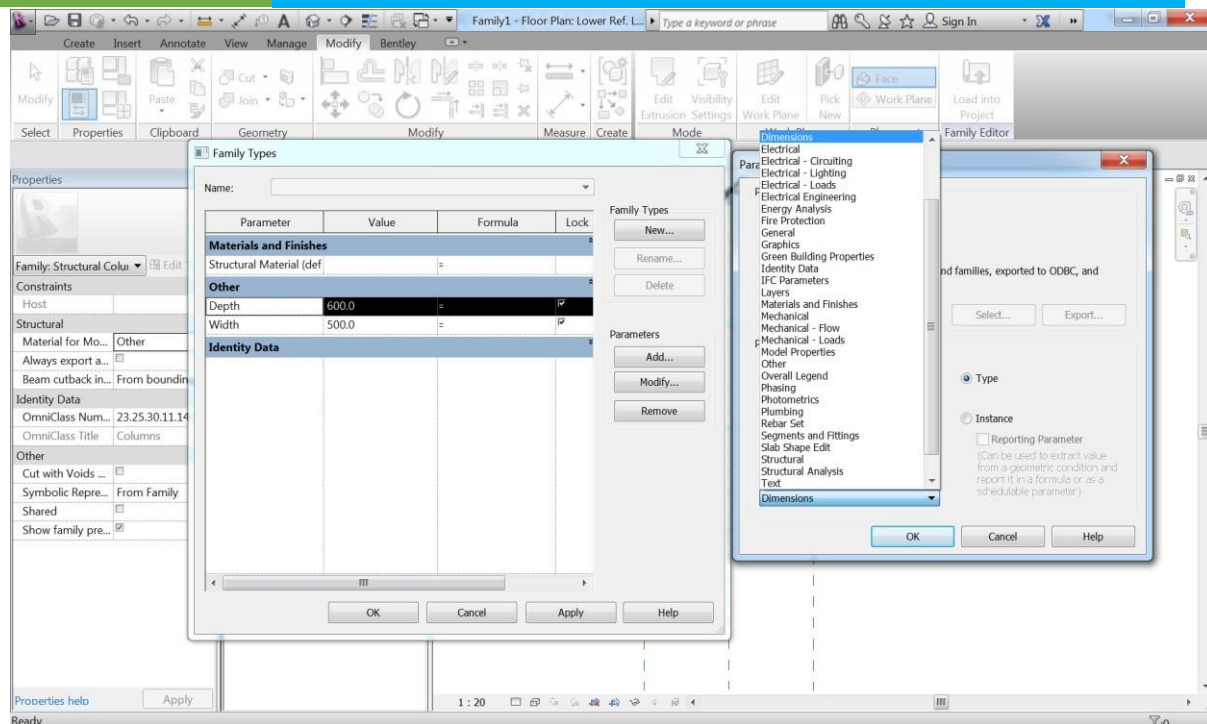 Family1 - Floor Plan: Lower Ref. L...
Type a keyword or phrase
Sign In
Create Insert Annotate View Manage Modify Bentley
Modify
Paste
Cut
Join
Edit Extrusion
Visibility Settings
Edit Work Plane
Pick New
Face
Work Plane
Load into Project
Select Properties Clipboard Geometry Modify Measure Create Mode Family Editor
Properties
Family: Structural Colu
Edit
Constraints
Host
Structural
Material for Mo... Other
Always export a...
Beam cutback in... From boundin
Identity Data
OmniClass Num... 23.25.30.11.14
OmniClass Title Columns
Other
Cut with Voids ...
Symbolic Repre... From Family
Shared
Show family pre...
Properties help Apply
Ready
Family Types
Name:
Parameter Value Formula Lock
Materials and Finishes
Structural Material (def =
Other
Depth 600.0 =
Width 500.0 =
Identity Data
Family Types
New...
Rename...
Delete
Parameters
Add...
Modify...
Remove
OK Cancel Apply Help
Para
Dimensions
Electrical
Electrical - Circuiting
Electrical - Lighting
Electrical - Loads
Electrical Engineering
Energy Analysis
Fire Protection
General
Graphics
Green Building Properties
Identity Data
IFC Parameters
Layers
Materials and Finishes
Mechanical
Mechanical - Flow
Mechanical - Loads
Model Properties
Other
Overall Legend
Phasing
Photometrics
Plumbing
Rebar Set
Segments and Fittings
Slab Shape Edit
Structural
Structural Analysis
Text
Dimensions
nd families, exported to ODBC, and
Select... Export...
Type
Instance
Reporting Parameter
(Can be used to extract value
from a geometric condition and
report it in a formula or as a
schedulable parameter)
OK Cancel Help
1 : 20
:0